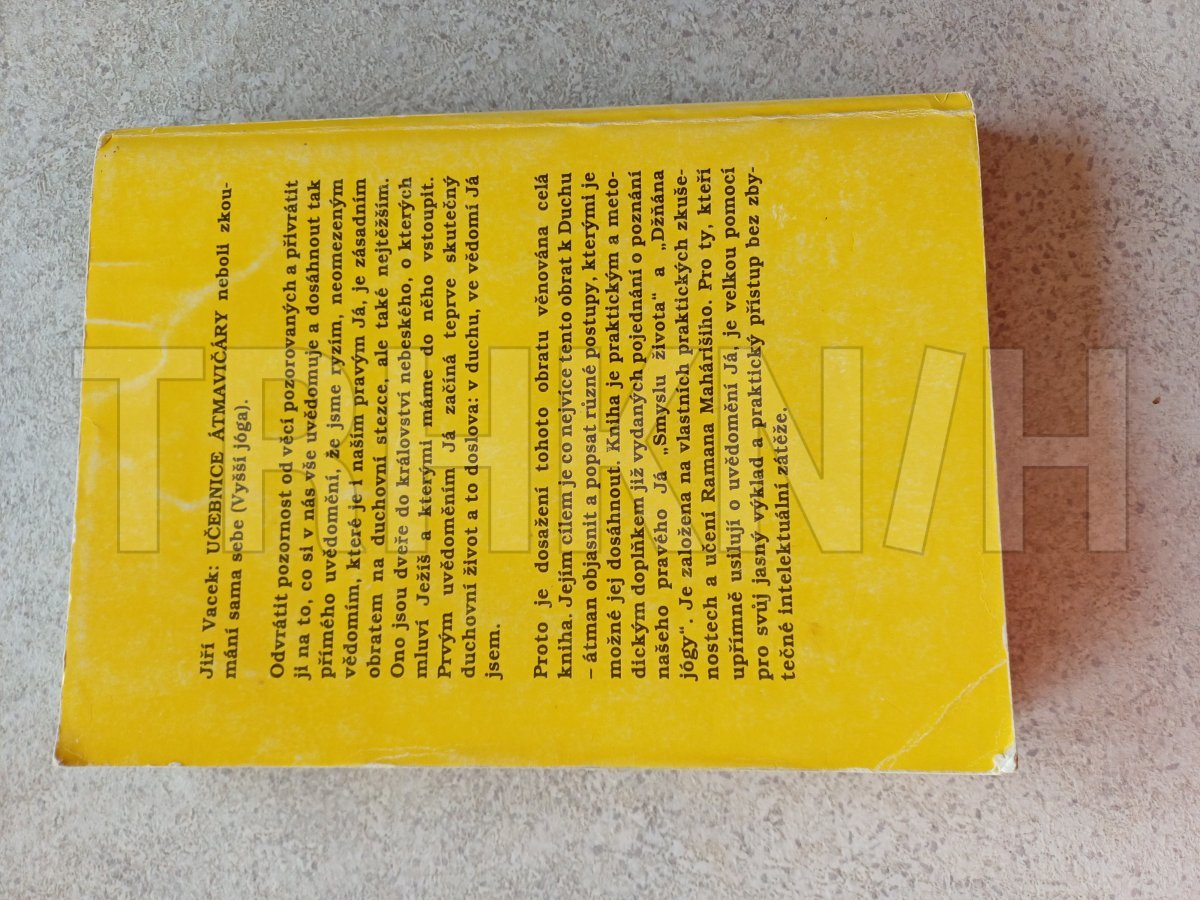 Jiří Vacek: UČEBNICE ÁTMAVIČÁRY neboli zkou-
mání sama sebe (Vyšší jóga).
Odvrátit pozornost od věcí pozorovaných a přivrátit
ji na to, co si v nás vše uvědomuje a dosáhnout tak
přímého uvědomění, že jsme ryzím, neomezeným
vědomím, které je i naším pravým Já, je zásadním
obratem na duchovní stezce, ale také nejtěžším.
Ono jsou dveře do království nebeského, o kterých
mluví Ježíš a kterými máme do něho vstoupit.
Prvým uvědoměním Já začíná teprve skutečný
duchovní život a to doslova: v duchu, ve vědomí Já
jsem.
Proto je dosažení tohoto obratu věnována celá
kniha. Jejím cílem je co nejvíce tento obrat k Duchu
– átman objasnit a popsat různé postupy, kterými je
možné jej dosáhnout. Kniha je praktickým a meto-
dickým doplňkem již vydaných pojednání o poznání
našeho pravého Já „Smyslu života“ a „Džňána
jógy“. Je založena na vlastních praktických zkuše-
nostech a učení Ramana Mahárišiho. Pro ty, kteří
upřímně usilují o uvědomění Já, je velkou pomocí
pro svůj jasný výklad a praktický přístup bez zby-
tečné intelektuální zátěže.
TRHKNIH